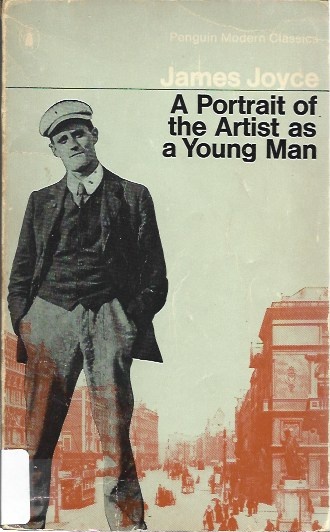 Penguin Modern Classics
James Joyce
A Portrait of
the Artist as
a Young Man